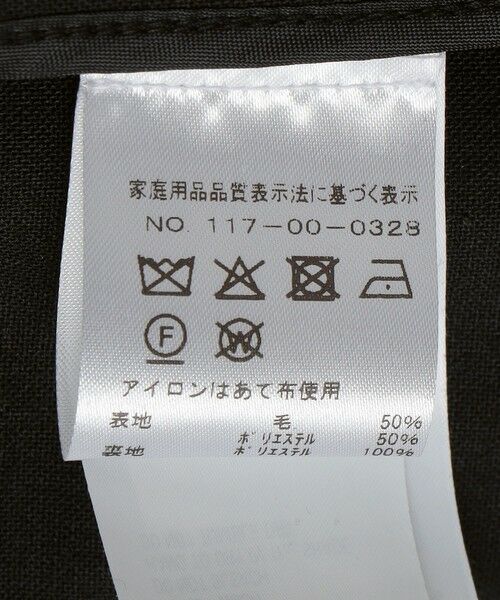 家庭用品品質表示法に基づく表示
NO. 117-00-0328
F
W
アイロンはあて布使用
表地 毛 50%
ポリエステル 50%
裏地 ポリエステル 100%